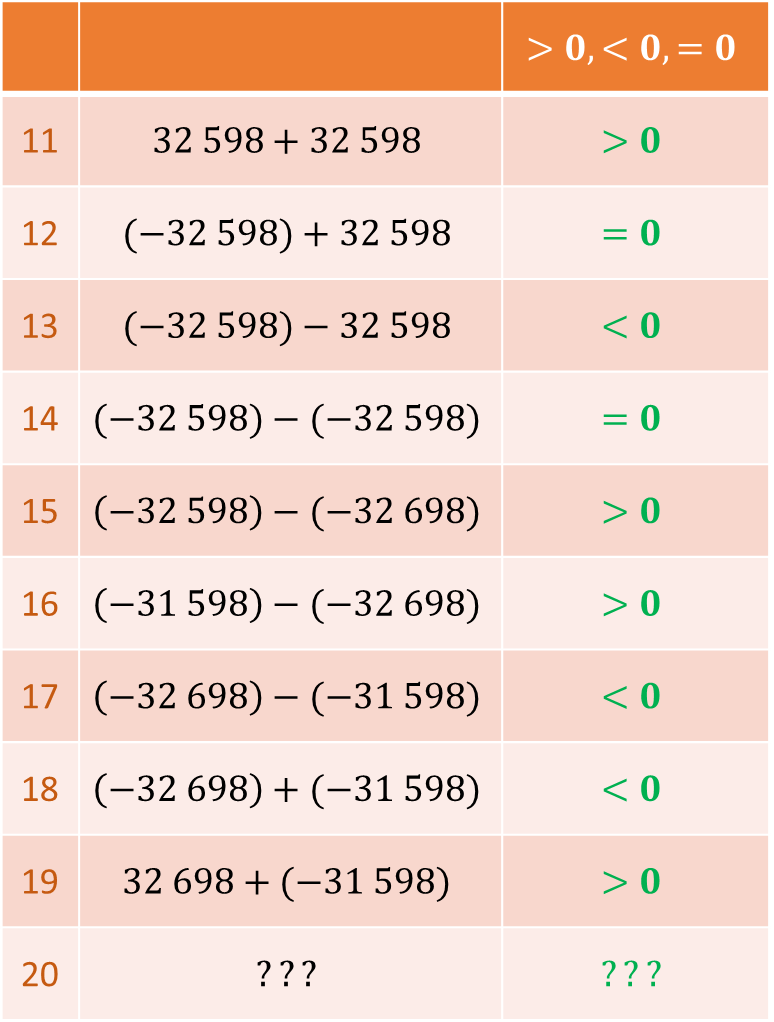 > 0, < 0, = 0
11 32 598 + 32 598 > 0
12 (−32 598) + 32 598 = 0
13 (−32 598) − 32 598 < 0
14 (−32 598) − (−32 598) = 0
15 (−32 598) − (−32 698) > 0
16 (−31 598) − (−32 698) > 0
17 (−32 698) − (−31 598) < 0
18 (−32 698) + (−31 598) < 0
19 32 698 + (−31 598) > 0
20 ??? ???